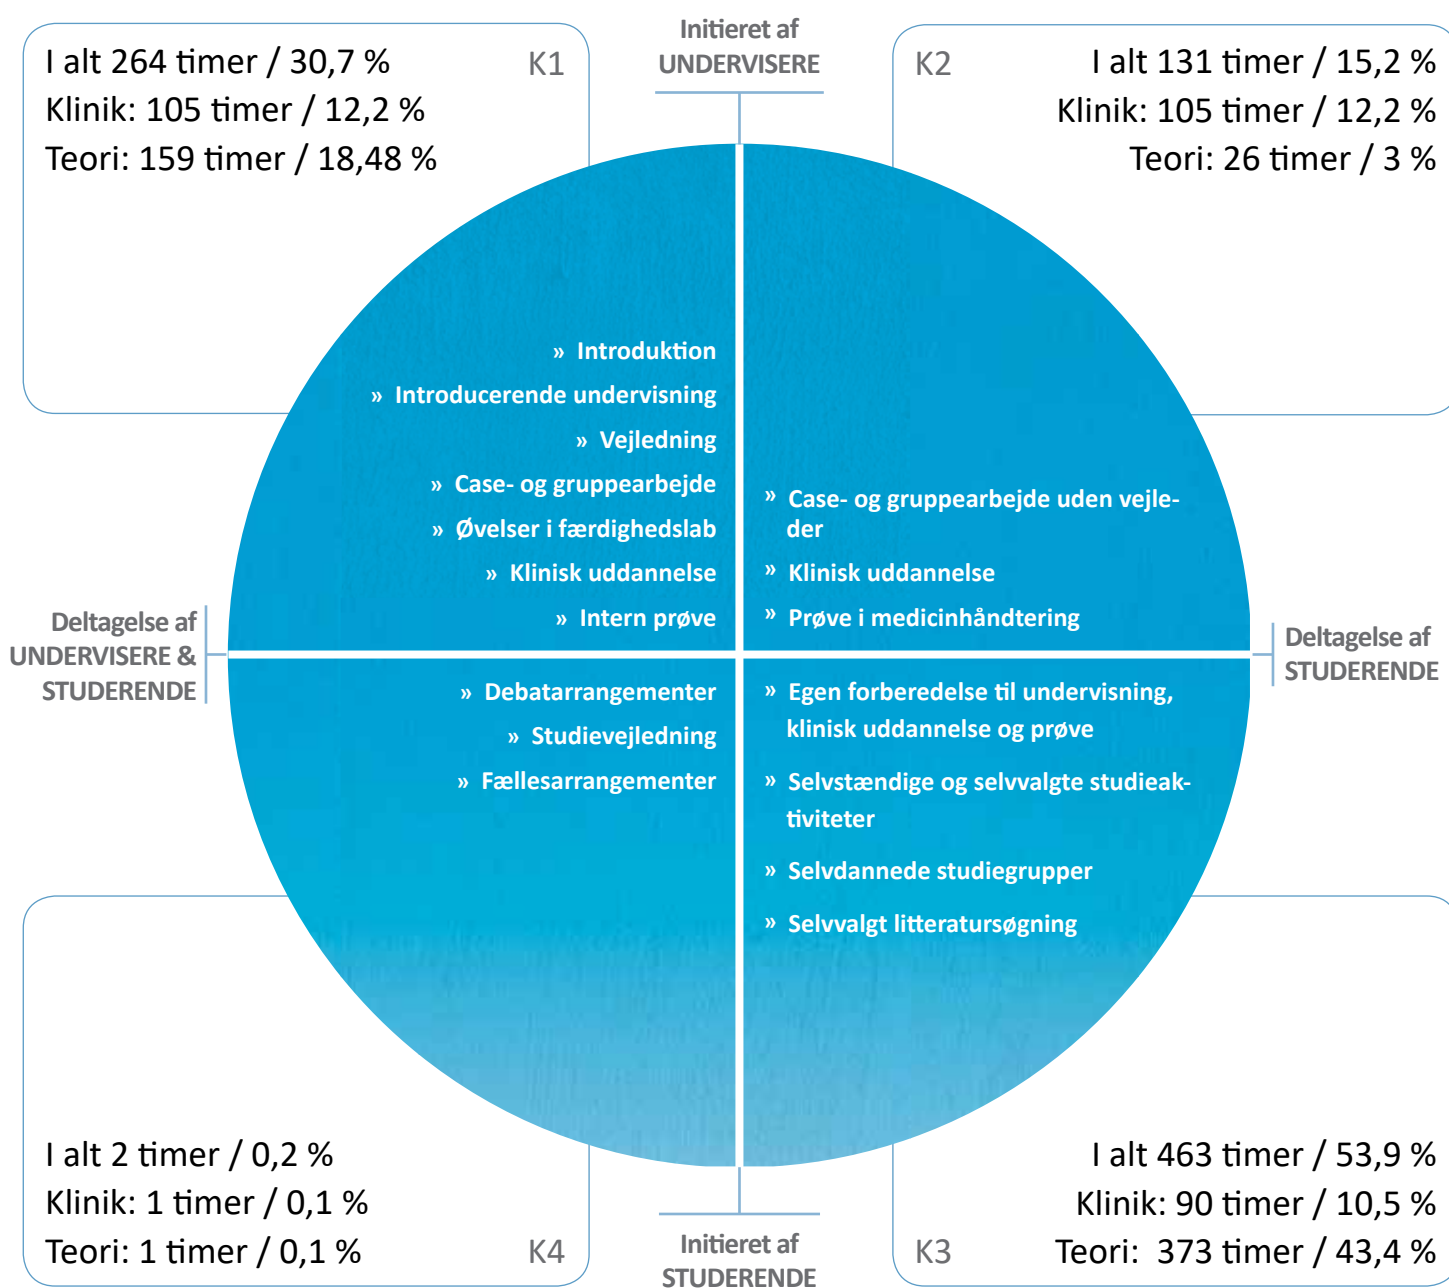 I alt 264 timer / 30,7 %
Klinik: 105 timer / 12,2 %
Teori: 159 timer / 18,48 %
K1
Initieret af
UNDERVISERE
K2
I alt 131 timer / 15,2 %
Klinik: 105 timer / 12,2 %
Teori: 26 timer / 3 %
» Introduktion
» Introducerende undervisning
» Vejledning
» Case- og gruppearbejde
» Øvelser i færdighedslab
» Klinisk uddannelse
» Intern prøve
» Case- og gruppearbejde uden vejle-
der
» Klinisk uddannelse
» Prøve i medicinhåndtering
Deltagelse af
UNDERVISERE &
STUDERENDE
Deltagelse af
STUDERENDE
» Debatarrangementer
» Studievejledning
» Fællesarrangementer
» Egen forberedelse til undervisning,
klinisk uddannelse og prøve
» Selvstændige og selvvalgte studieak-
tiviteter
» Selvdannede studiegrupper
» Selvvalgt litteratursøgning
I alt 2 timer / 0,2 %
Klinik: 1 timer / 0,1 %
Teori: 1 timer / 0,1 %
K4
Initieret af
STUDERENDE
K3
I alt 463 timer / 53,9 %
Klinik: 90 timer / 10,5 %
Teori:  373 timer / 43,4 %